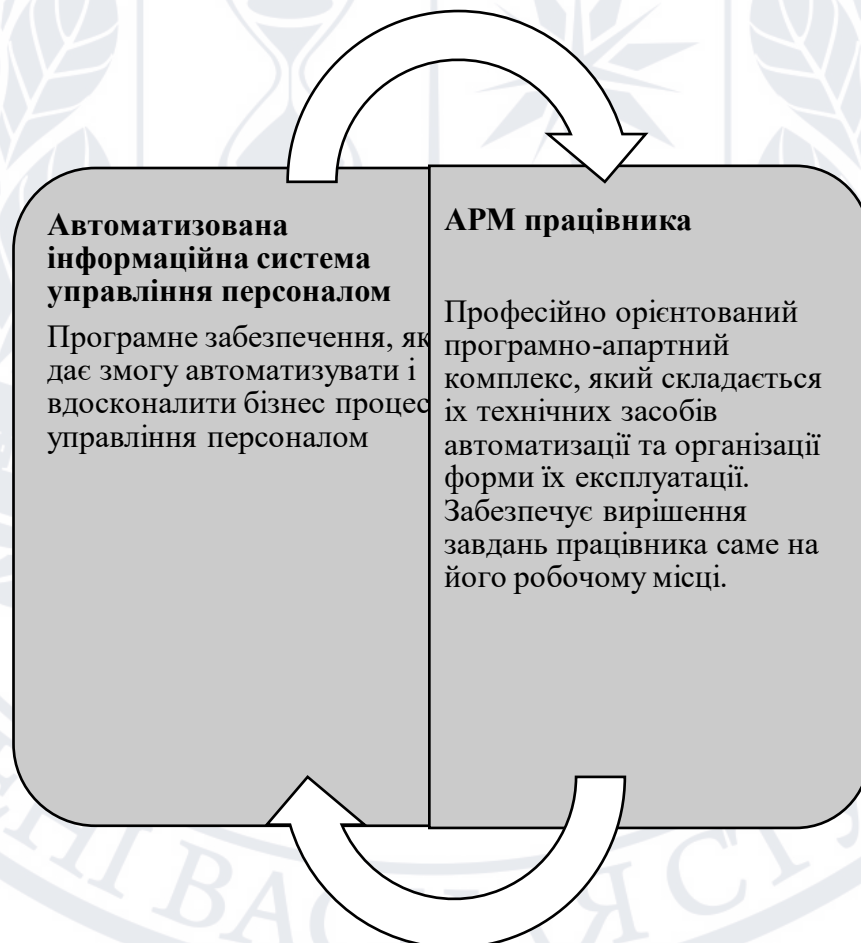 Автоматизована
інформаційна система
управління персоналом
Програмне забезпечення, як
дає змогу автоматизувати і
вдосконалити бізнес процес
управління персоналом
АРМ працівника
Професійно орієнтований
програмно-апартний
комплекс, який складається
іх технічних засобів
автоматизації та організації
форми їх експлуатації.
Забезпечує вирішення
завдань працівника саме на
його робочому місці.